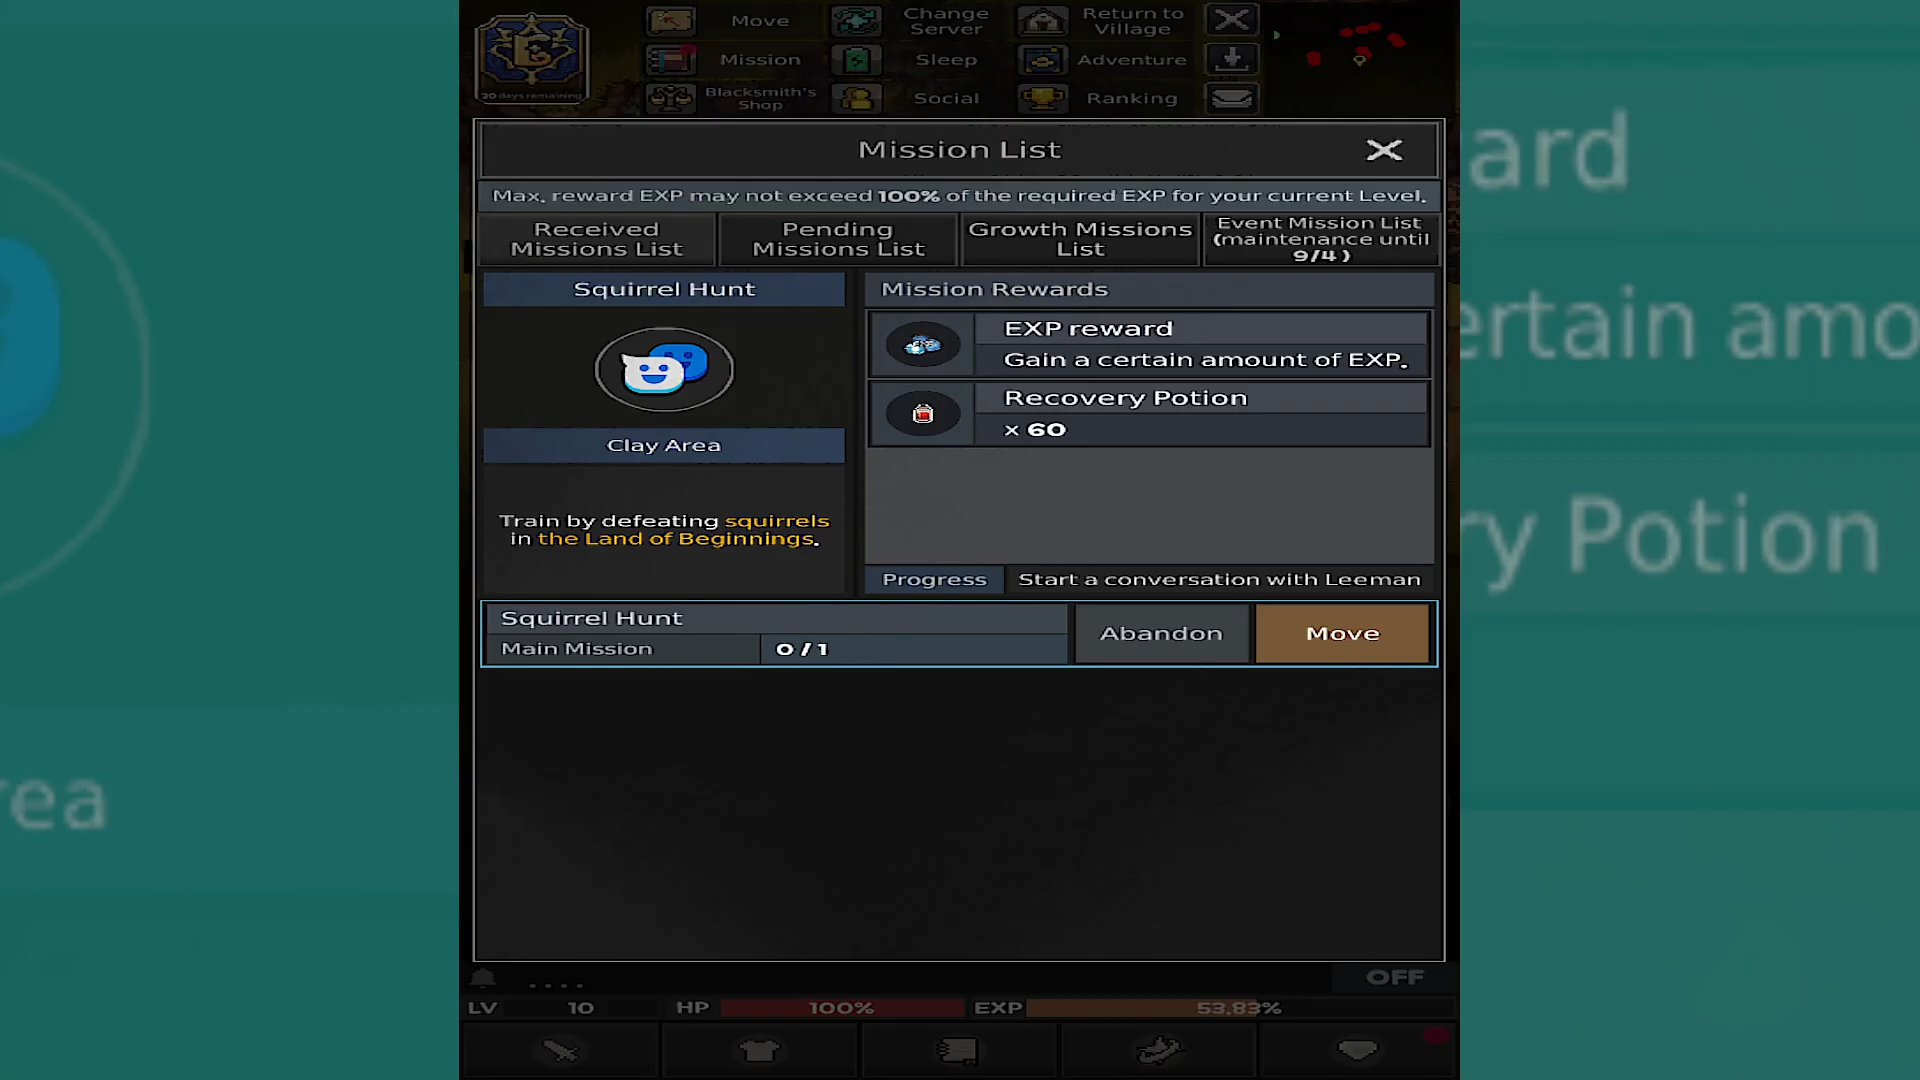 Move
Change
Server
Return to
Village
Mission
Sleep
Adventure
Blacksmith's
Shop
Social
Ranking
30 days remaining
Mission List
Max. reward EXP may not exceed 100% of the required EXP for your current Level.
Received
Missions List
Pending
Missions List
Growth Missions
List
Event Mission List
(maintenance until
9/4)
Squirrel Hunt
Clay Area
Train by defeating squirrels
in the Land of Beginnings.
Mission Rewards
EXP reward
Gain a certain amount of EXP.
Recovery Potion
× 60
Progress
Start a conversation with Leeman
Squirrel Hunt
Main Mission
0 / 1
Abandon
Move
....
OFF
LV 10 HP 100% EXP 53.83%
ard
ertain amo
ry Potion
rea